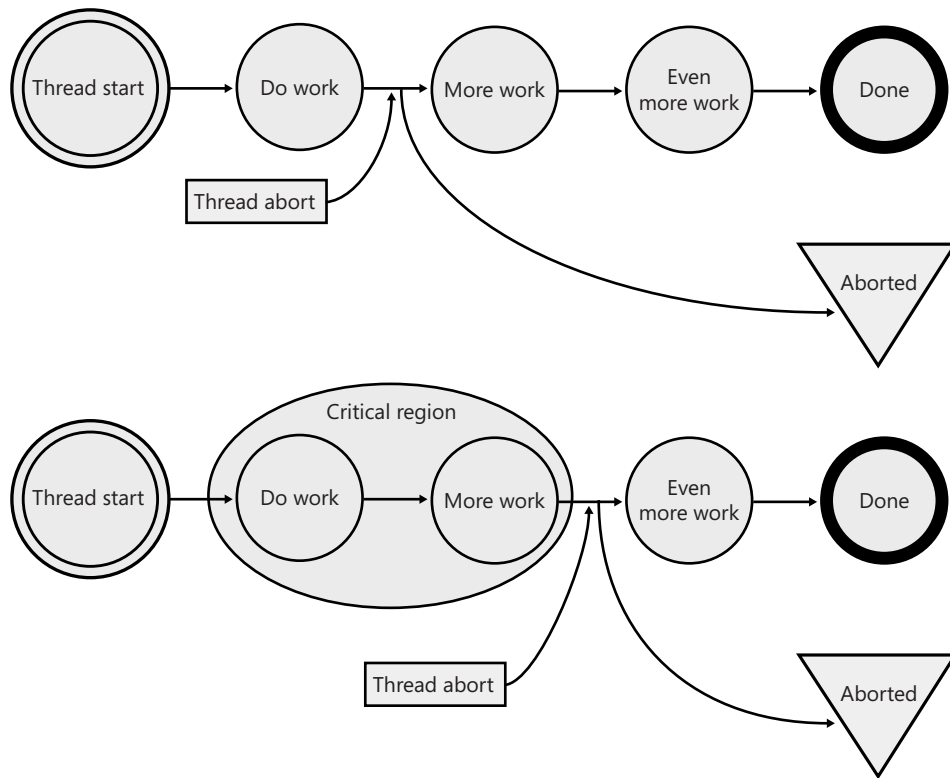 Thread start
Do work
More work
Even
more work
Done
Thread abort
Aborted
Critical region
Thread start
Do work
More work
Even
more work
Done
Thread abort
Aborted